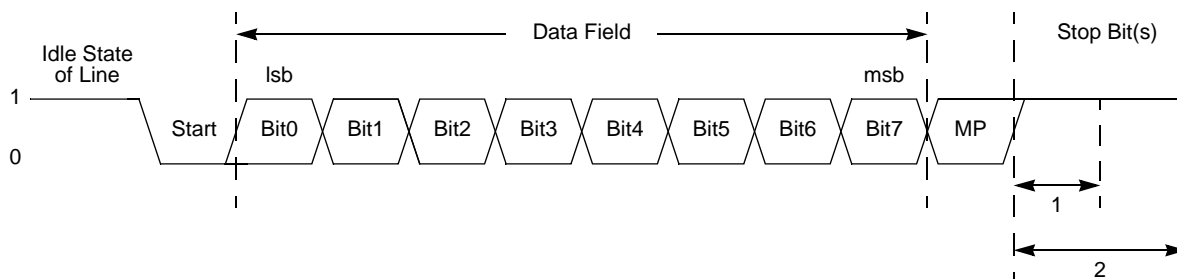 Data Field
Stop Bit(s)
Idle State
of Line
lsb
msb
1
Start
Bit0
Bit1
Bit2
Bit3
Bit4
Bit5
Bit6
Bit7
MP
0
1
2